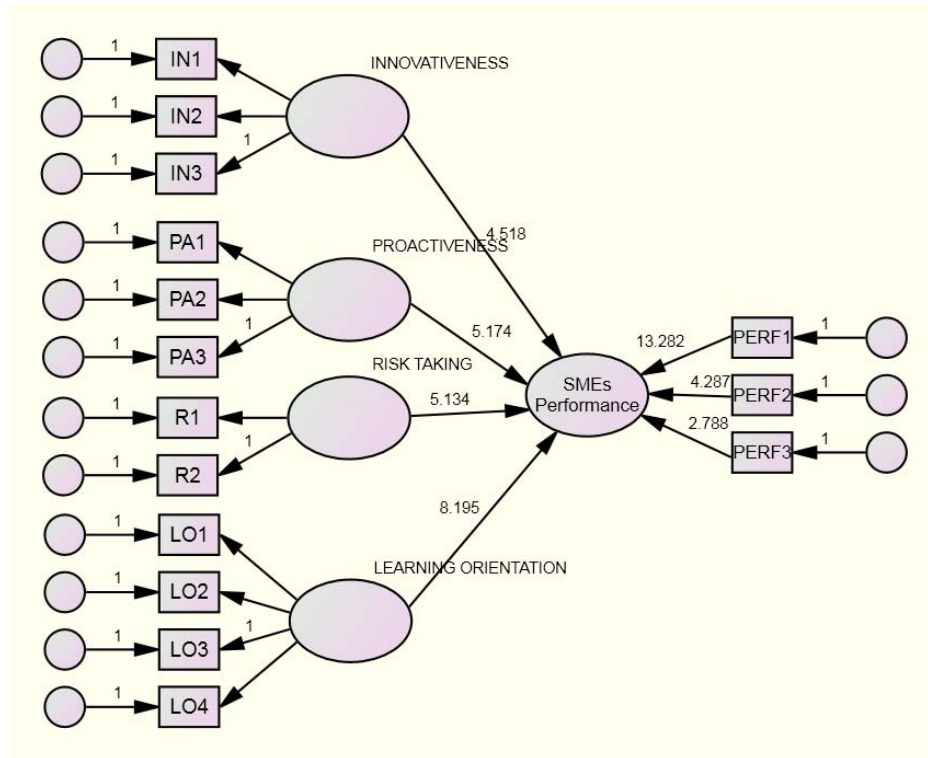 INNOVATIVENESS
1
IN1
1
IN2
1
1
IN3
4.518
PROACTIVENESS
1
PA1
1
PA2
1
1
PA3
5.174
RISK TAKING
1
R1
1
1
R2
5.134
SMEs
Performance
13.282
PERF1
1
4.287
PERF2
1
2.788
PERF3
1
8.195
LEARNING ORIENTATION
1
LO1
1
LO2
1
1
LO3
1
LO4